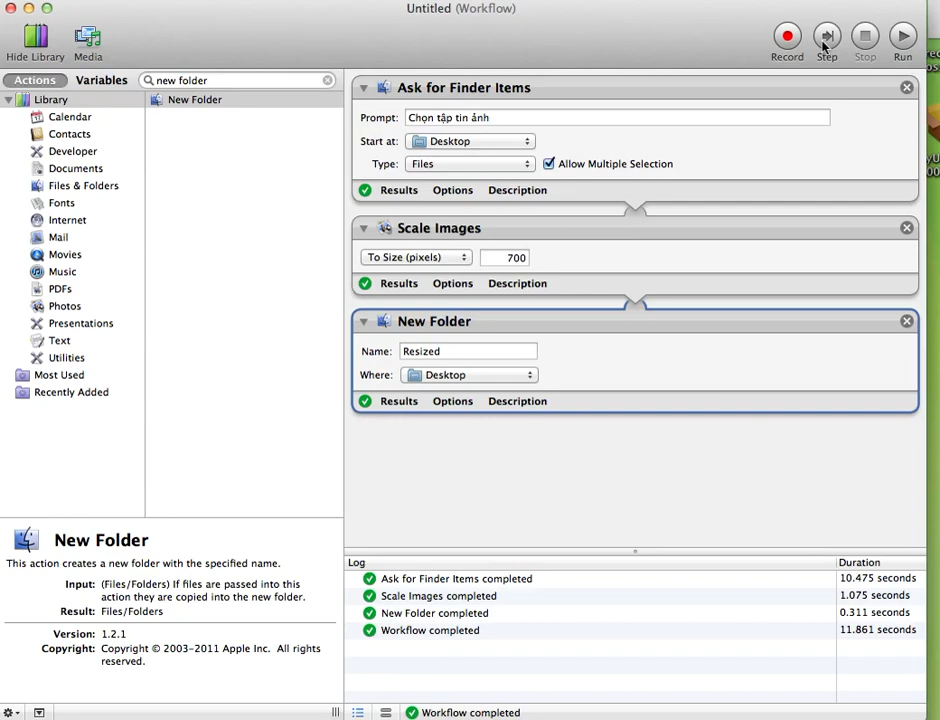 Untitled (Workflow)
Hide Library
Media
Record
Step
Stop
Run
Actions
Variables
new folder
Library
Calendar
Contacts
Developer
Documents
Files & Folders
Fonts
Internet
Mail
Movies
Music
PDFs
Photos
Presentations
Text
Utilities
Most Used
Recently Added
New Folder
Ask for Finder Items
Prompt: Chọn tập tin ảnh
Start at: Desktop
Type: Files Allow Multiple Selection
Results Options Description
Scale Images
To Size (pixels) 700
Results Options Description
New Folder
Name: Resized
Where: Desktop
Results Options Description
New Folder
This action creates a new folder with the specified name.
Input: (Files/Folders) If files are passed into this
action they are copied into the new folder.
Result: Files/Folders
Version: 1.2.1
Copyright: Copyright © 2003-2011 Apple Inc. All rights
reserved.
Log Duration
Ask for Finder Items completed 10.475 seconds
Scale Images completed 1.075 seconds
New Folder completed 0.311 seconds
Workflow completed 11.861 seconds
Workflow completed